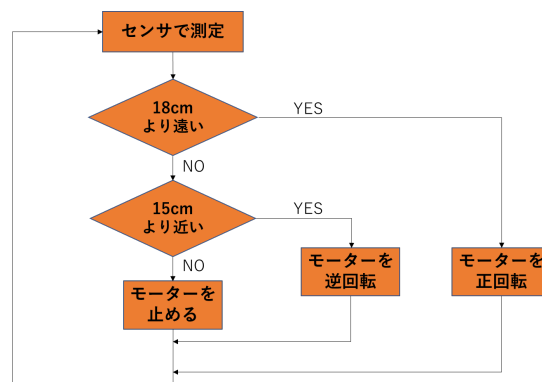 センサで測定
18cm
より遠い
YES
NO
15cm
より近い
YES
NO
モーターを
止める
モーターを
逆回転
モーターを
正回転